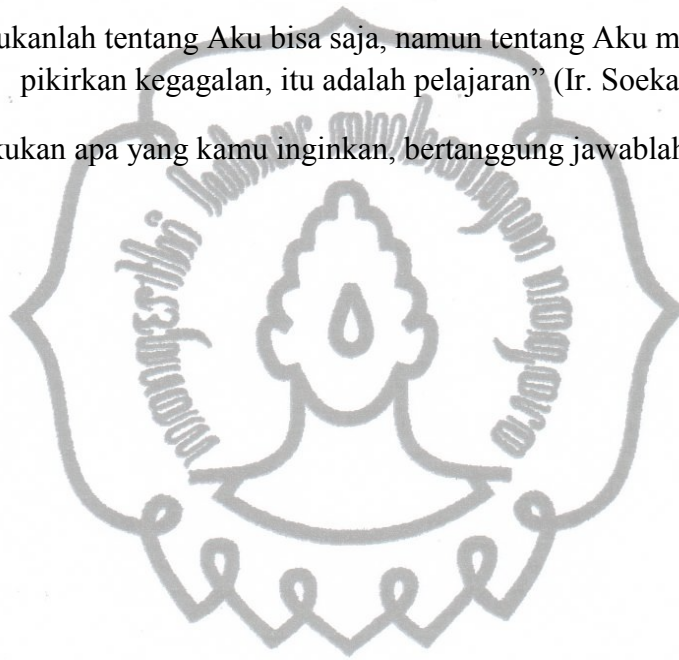 ukanlah tentang Aku bisa saja, namun tentang Aku m
pikirkan kegagalan, itu adalah pelajaran” (Ir. Soeka
kukan apa yang kamu inginkan, bertanggung jawablah